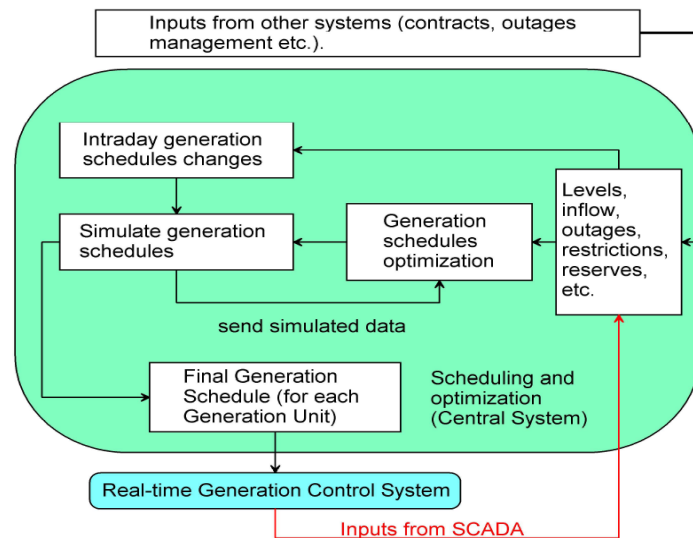 Inputs from other systems (contracts, outages
management etc.).
Intraday generation
schedules changes
Levels,
inflow,
outages,
restrictions,
reserves,
etc.
Simulate generation
schedules
Generation
schedules
optimization
send simulated data
Final Generation
Schedule (for each
Generation Unit)
Scheduling and
optimization
(Central System)
Real-time Generation Control System
Inputs from SCADA